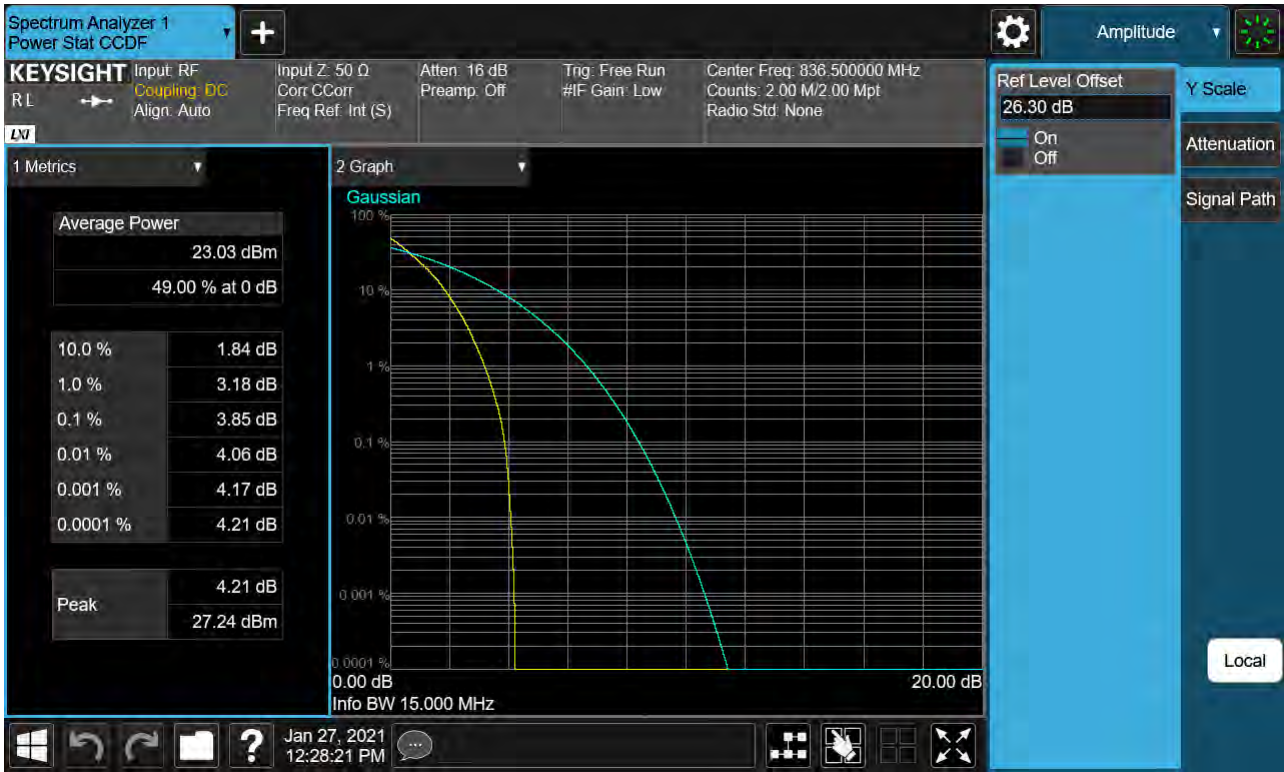 Spectrum Analyzer 1
Power Stat CCDF
+
Amplitude
KEYSIGHT
RL
LXI
Input: RF
Coupling: DC
Align: Auto
Input Z: 50 Ω
Corr CCorr
Freq Ref: Int (S)
Atten: 16 dB
Preamp: Off
Trig: Free Run
#IF Gain: Low
Center Freq: 836.500000 MHz
Counts: 2.00 M/2.00 Mpt
Radio Std: None
Ref Level Offset
26.30 dB
On
Off
Y Scale
Attenuation
Signal Path
Local
1 Metrics
Average Power
23.03 dBm
49.00 % at 0 dB
10.0 % 1.84 dB
1.0 % 3.18 dB
0.1 % 3.85 dB
0.01 % 4.06 dB
0.001 % 4.17 dB
0.0001 % 4.21 dB
Peak
4.21 dB
27.24 dBm
2 Graph
Gaussian
100 %
10 %
1 %
0.1 %
0.01 %
0.001 %
0.0001 %
0.00 dB 20.00 dB
Info BW 15.000 MHz
?
Jan 27, 2021
12:28:21 PM